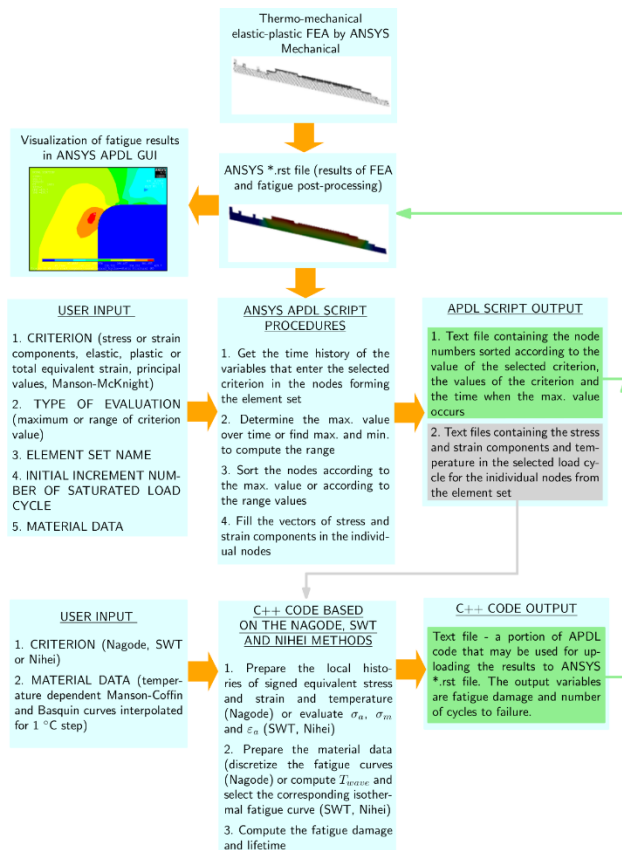 Thermo-mechanical
elastic-plastic FEA by ANSYS
Mechanical
Visualization of fatigue results
in ANSYS APDL GUI
ANSYS *.rst file (results of FEA
and fatigue post-processing)
USER INPUT
1. CRITERION (stress or strain
components, elastic, plastic or
total equivalent strain, principal
values, Manson-McKnight)
2. TYPE OF EVALUATION
(maximum or range of criterion
value)
3. ELEMENT SET NAME
4. INITIAL INCREMENT NUM-
BER OF SATURATED LOAD
CYCLE
5. MATERIAL DATA
ANSYS APDL SCRIPT
PROCEDURES
1. Get the time history of the
variables that enter the selected
criterion in the nodes forming
the element set
2. Determine the max. value
over time or find max. and min.
to compute the range
3. Sort the nodes according to
the max. value or according to
the range values
4. Fill the vectors of stress and
strain components in the individual
nodes
APDL SCRIPT OUTPUT
1. Text file containing the node
numbers sorted according to the
value of the selected criterion,
the values of the criterion and
the time when the max. value
occurs
2. Text files containing the stress
and strain components and tem-
perature in the selected load cycle
for the inidividual nodes from the
element set
USER INPUT
1. CRITERION (Nagode, SWT
or Nihei)
2. MATERIAL DATA (temper-
ature dependent Manson-Coffin
and Basquin curves interpolated
for 1 °C step)
C++ CODE BASED
ON THE NAGODE, SWT
AND NIHEI METHODS
1. Prepare the local histo-
ries of signed equivalent stress
and strain and temperature
(Nagode) or evaluate σₐ, σₘ
and εₐ (SWT, Nihei)
2. Prepare the material data
(discretize the fatigue curves
(Nagode) or compute T_wave and
select the corresponding isother-
mal fatigue curve (SWT, Nihei)
3. Compute the fatigue damage
and lifetime
C++ CODE OUTPUT
Text file - a portion of APDL
code that may be used for up-
loading the results to ANSYS
*.rst file. The output variables
are fatigue damage and number
of cycles to failure.